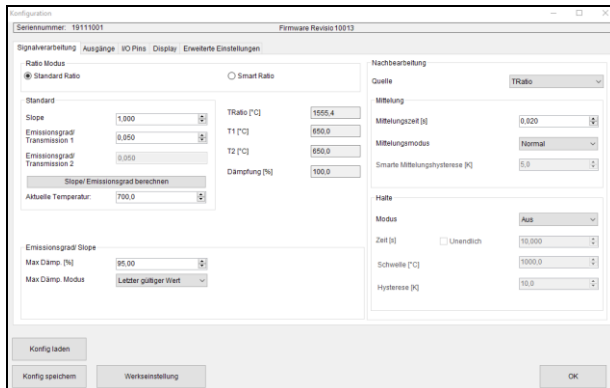 Konfiguration
Seriennummer: 19111001
Firmware Revisio 10013
Signalverarbeitung Ausgänge I/O Pins Display Erweiterte Einstellungen
Ratio Modus
Standard Ratio
Smart Ratio
Standard
Slope 1,000
Emissionsgrad/
Transmission 1 0,050
Emissionsgrad/
Transmission 2 0,050
Slope/ Emissionsgrad berechnen
Aktuelle Temperatur: 700,0
TRatio [°C] 1555,4
T1 [°C] 650,0
T2 [°C] 650,0
Dämpfung [%] 100,0
Emissionsgrad/ Slope
Max Dämp. [%] 95,00
Max Dämp. Modus Letzter gültiger Wert
Nachbearbeitung
Quelle TRatio
Mittelung
Mittelungszeit [s] 0,020
Mittelungsmodus Normal
Smarte Mittelungshysterese [K] 5,0
Halte
Modus Aus
Zeit [s] Unendlich 10,000
Schwelle [°C] 1000,0
Hysterese [K] 10,0
Konfig laden
Konfig speichern
Werkseinstellung
OK